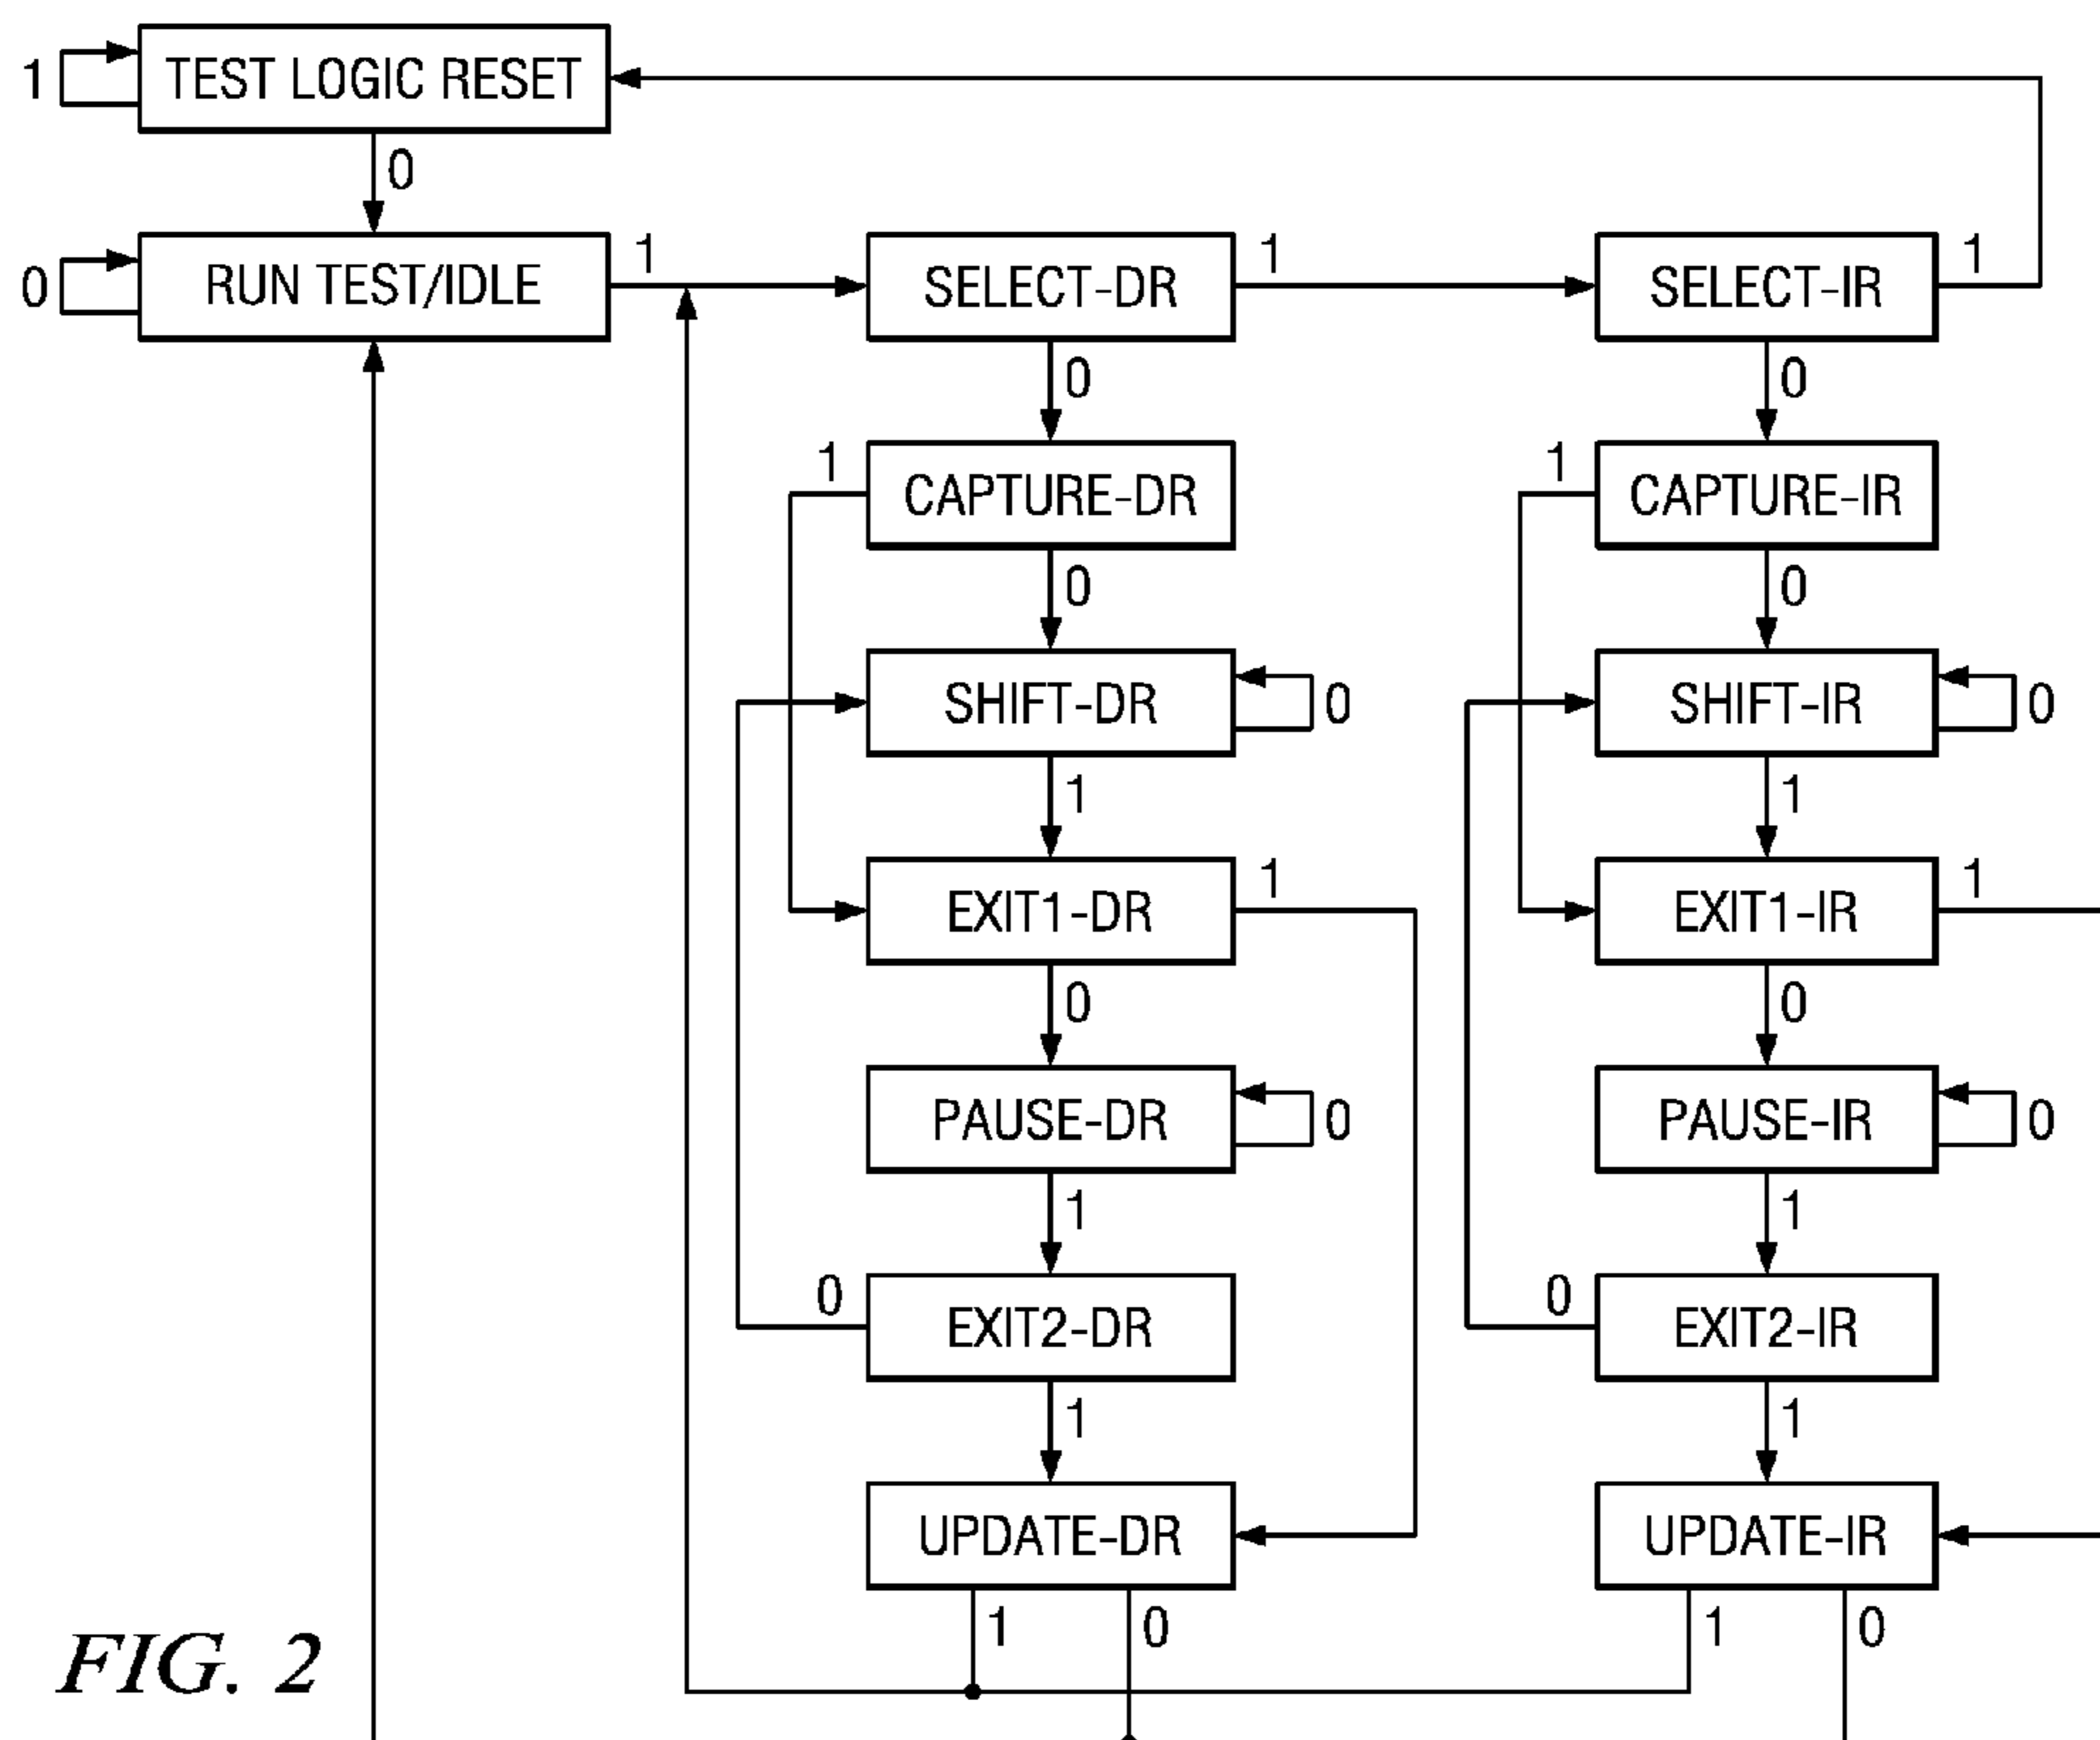 1 TEST LOGIC RESET
0
0 RUN TEST/IDLE 1 SELECT-DR 1 SELECT-IR 1
0 0
1 CAPTURE-DR 1 CAPTURE-IR
0 0
SHIFT-DR 0 SHIFT-IR 0
1 1
EXIT1-DR 1 EXIT1-IR 1
0 0
PAUSE-DR 0 PAUSE-IR 0
1 1
0 EXIT2-DR 0 EXIT2-IR
1 1
UPDATE-DR UPDATE-IR
1 0 1 0
FIG. 2